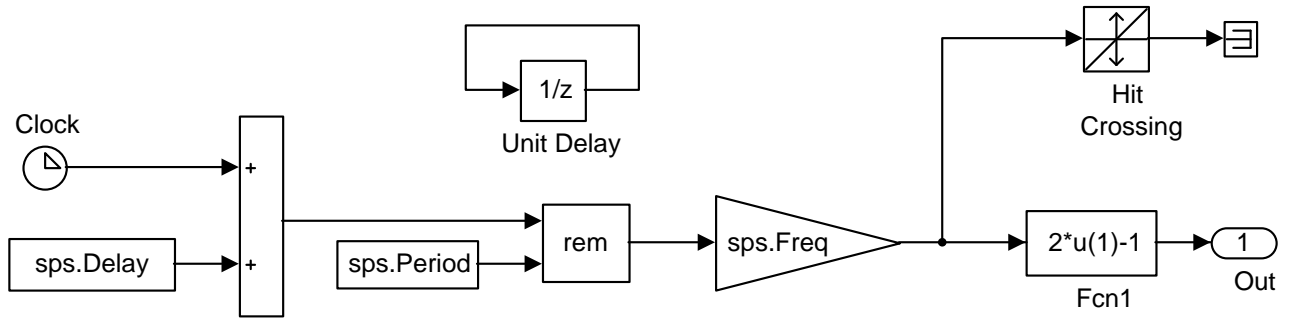 Clock
+
sps.Delay
+
1/z
Unit Delay
sps.Period
rem
sps.Freq
Hit
Crossing
2*u(1)-1
Fcn1
1
Out